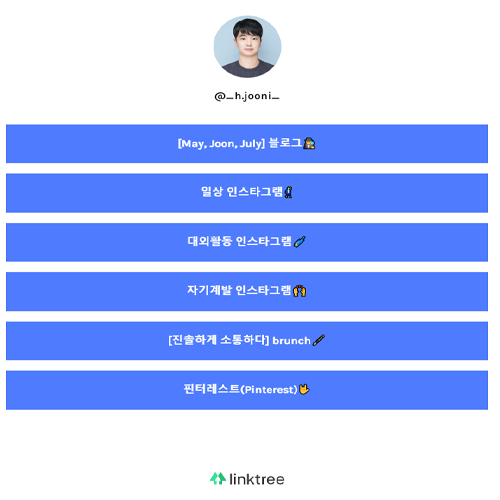 @_h.jooni_
[May, Joon, July] 블로그
일상 인스타그램
대외활동 인스타그램
자기계발 인스타그램
[진솔하게 소통하다] brunch
핀터레스트(Pinterest)
linktree